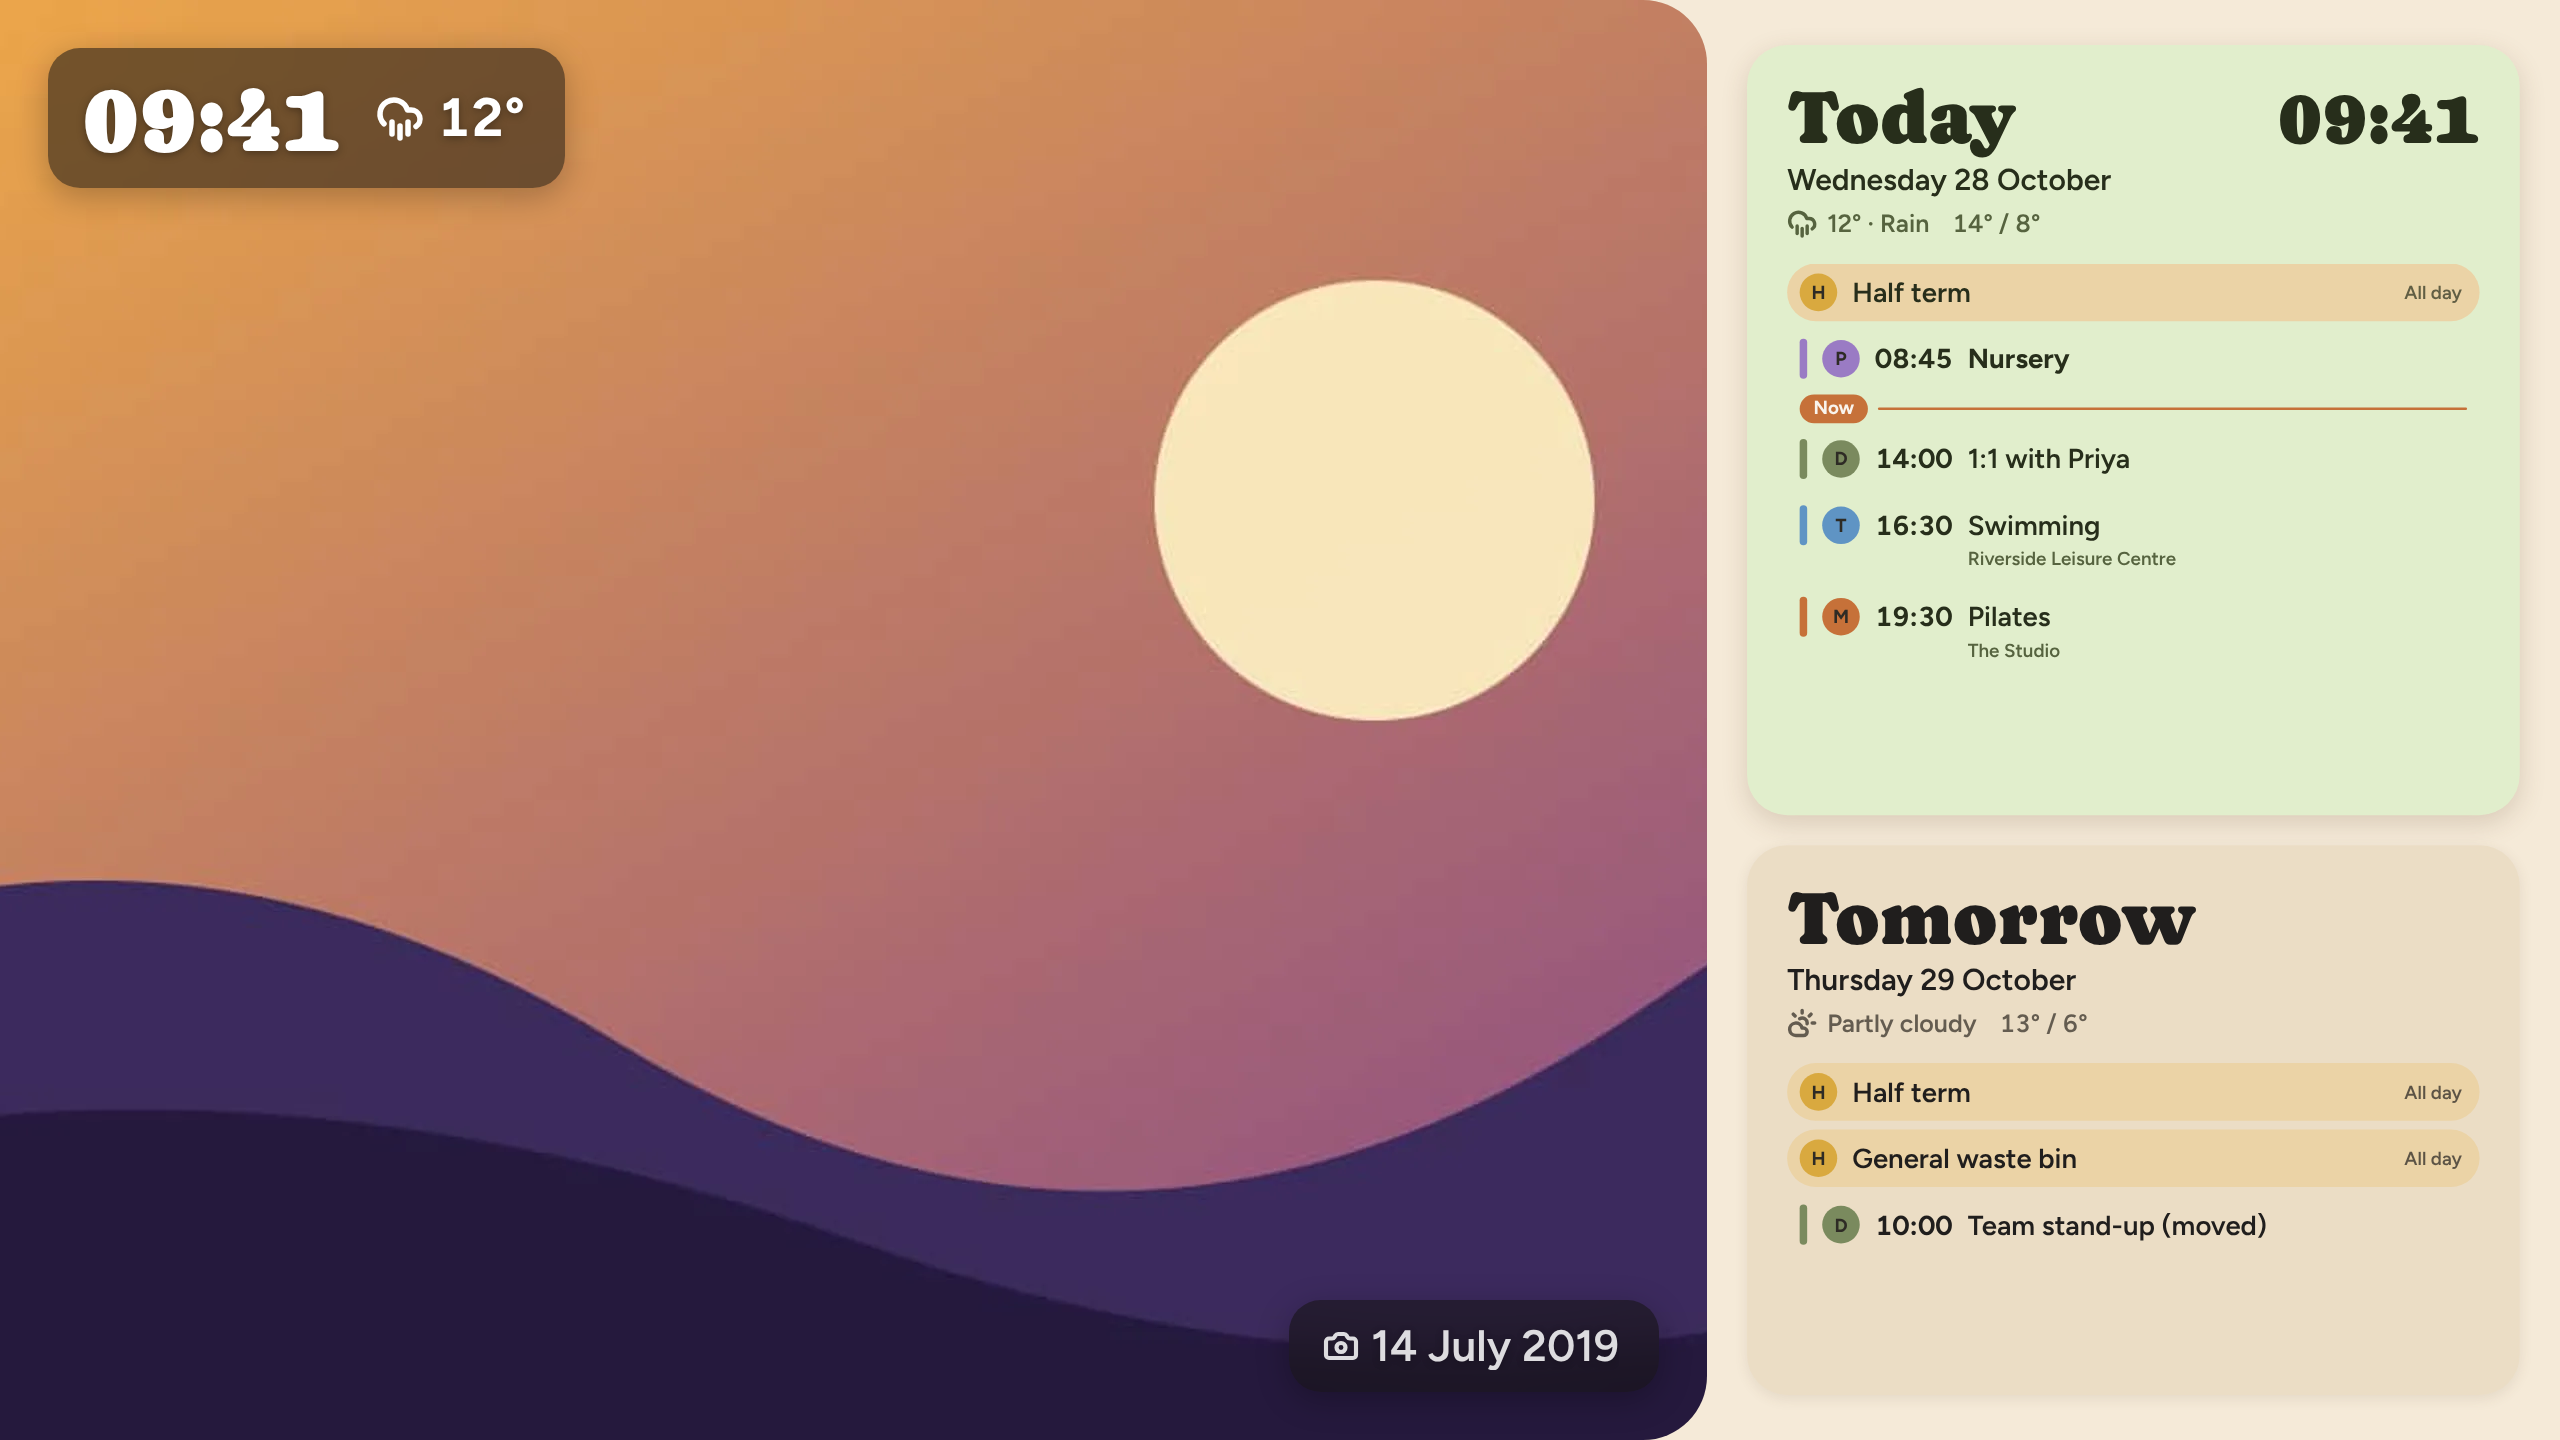 09:41 12°
14 July 2019
Today 09:41
Wednesday 28 October
12° · Rain 14° / 8°
H Half term All day
P 08:45 Nursery
Now
D 14:00 1:1 with Priya
T 16:30 Swimming
Riverside Leisure Centre
M 19:30 Pilates
The Studio
Tomorrow
Thursday 29 October
Partly cloudy 13° / 6°
H Half term All day
H General waste bin All day
D 10:00 Team stand-up (moved)